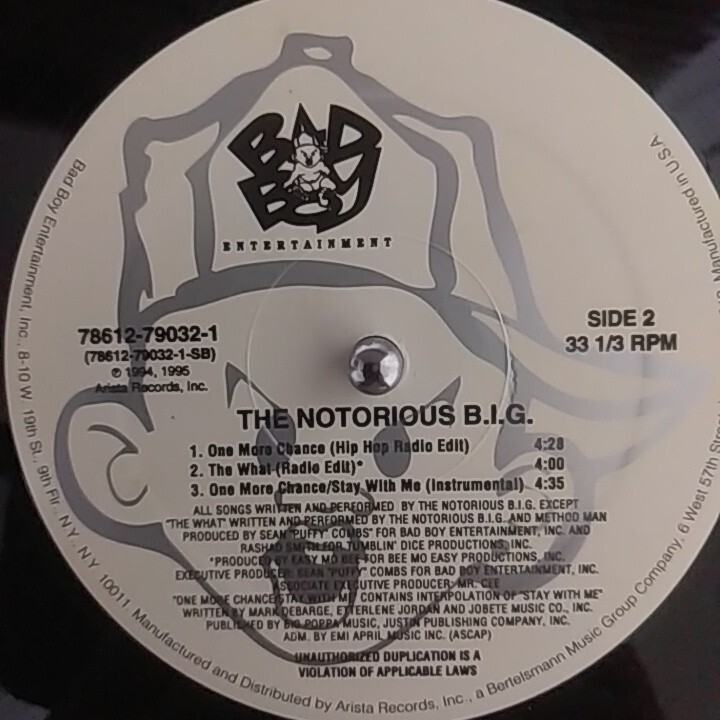 BAD BOY
ENTERTAINMENT
78612-79032-1
(78612-79032-1-SB)
℗ 1994, 1995
Arista Records, Inc.
SIDE 2
33 1/3 RPM
THE NOTORIOUS B.I.G.
1. One More Chance (Hip Hop Radio Edit) 4:28
2. The What (Radio Edit)* 4:00
3. One More Chance/Stay With Me (Instrumental) 4:35
ALL SONGS WRITTEN AND PERFORMED BY THE NOTORIOUS B.I.G. EXCEPT
"THE WHAT" WRITTEN AND PERFORMED BY THE NOTORIOUS B.I.G. AND METHOD MAN
PRODUCED BY SEAN "PUFFY" COMBS* FOR BAD BOY ENTERTAINMENT, INC. AND
RASHAD SMITH FOR TUMBLIN' DICE PRODUCTIONS, INC.
*PRODUCED BY EASY MO BEE FOR BEE MO EASY PRODUCTIONS, INC.
EXECUTIVE PRODUCER: SEAN "PUFFY" COMBS FOR BAD BOY ENTERTAINMENT, INC.
ASSOCIATE EXECUTIVE PRODUCER: MR. CEE
"ONE MORE CHANCE/STAY WITH ME" CONTAINS INTERPOLATION OF "STAY WITH ME"
WRITTEN BY MARK DEBARGE, ETTERLENE JORDAN AND JOBETE MUSIC CO., INC.
PUBLISHED BY BIG POPPA MUSIC, JUSTIN PUBLISHING COMPANY, INC.
ADM. BY EMI APRIL MUSIC INC. (ASCAP)
UNAUTHORIZED DUPLICATION IS A
VIOLATION OF APPLICABLE LAWS
Bad Boy Entertainment, Inc., 8-10 W. 19th St., 9th Flr., N.Y., N.Y. 10011. Manufactured and Distributed by Arista Records, Inc., a Bertelsmann Music Group Company, 6 West 57th Street Manufactured in U.S.A.